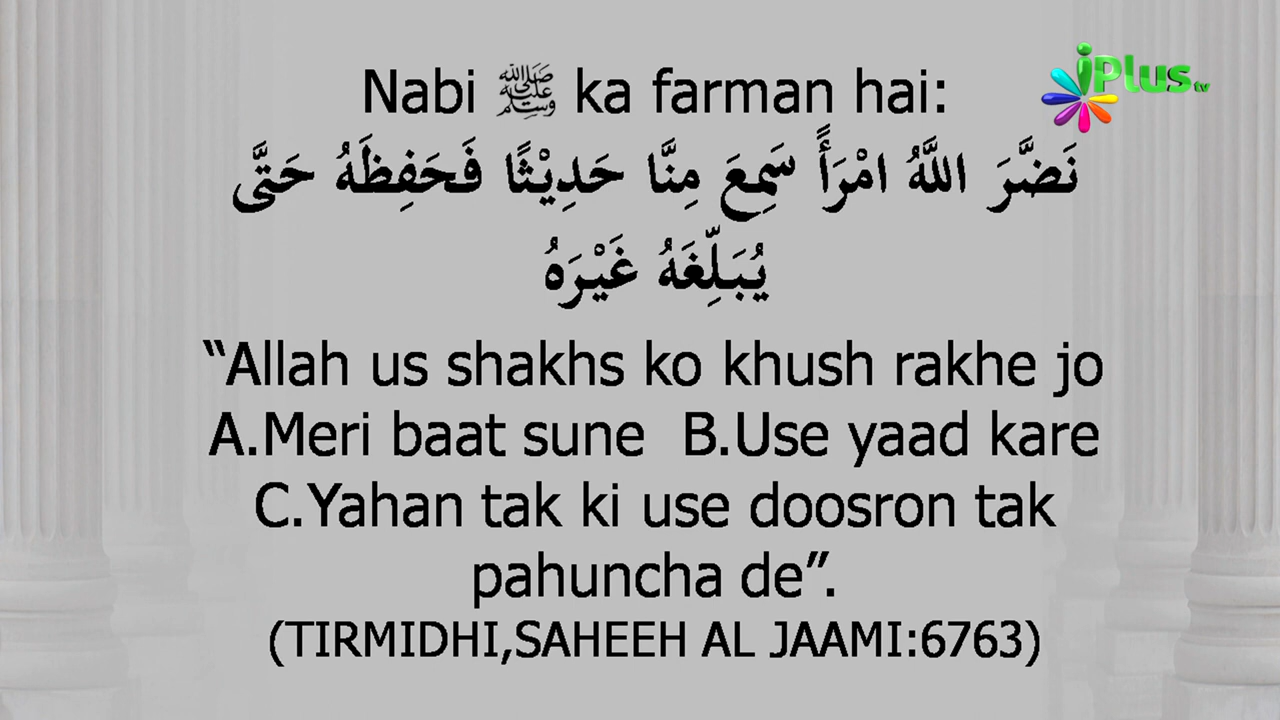 Nabi ﷺ ka farman hai:
iPlus tv
نَضَّرَ اللَّهُ امْرَأً سَمِعَ مِنَّا حَدِيْثًا فَحَفِظَهُ حَتَّى
يُبَلِّغَهُ غَيْرَهُ
“Allah us shakhs ko khush rakhe jo
A.Meri baat sune B.Use yaad kare
C.Yahan tak ki use doosron tak
pahuncha de”.
(TIRMIDHI,SAHEEH AL JAAMI:6763)